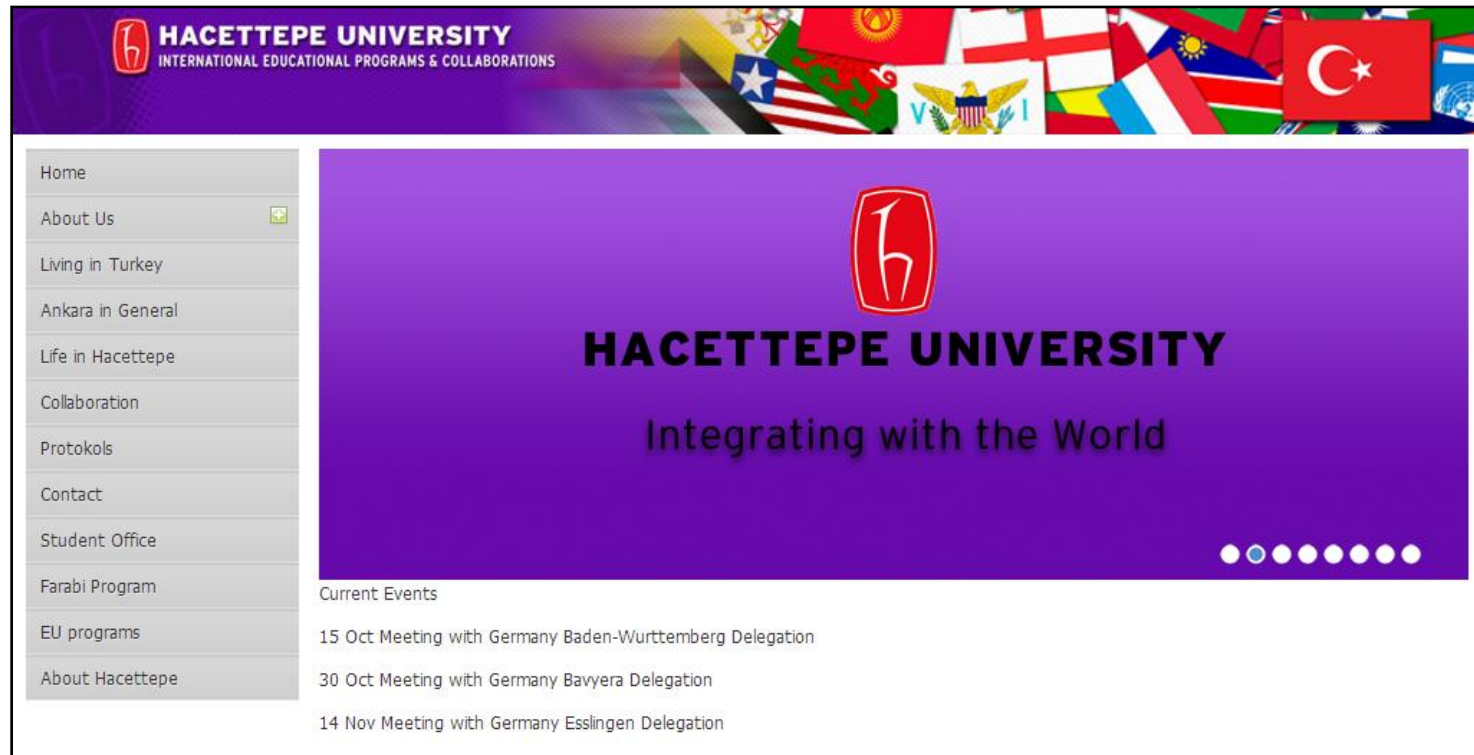 HACETTEPE UNIVERSITY
INTERNATIONAL EDUCATIONAL PROGRAMS & COLLABORATIONS
V I
Home
About Us
Living in Turkey
Ankara in General
Life in Hacettepe
Collaboration
Protokols
Contact
Student Office
Farabi Program
EU programs
About Hacettepe
HACETTEPE UNIVERSITY
Integrating with the World
Current Events
15 Oct Meeting with Germany Baden-Wurttemberg Delegation
30 Oct Meeting with Germany Bavyera Delegation
14 Nov Meeting with Germany Esslingen Delegation